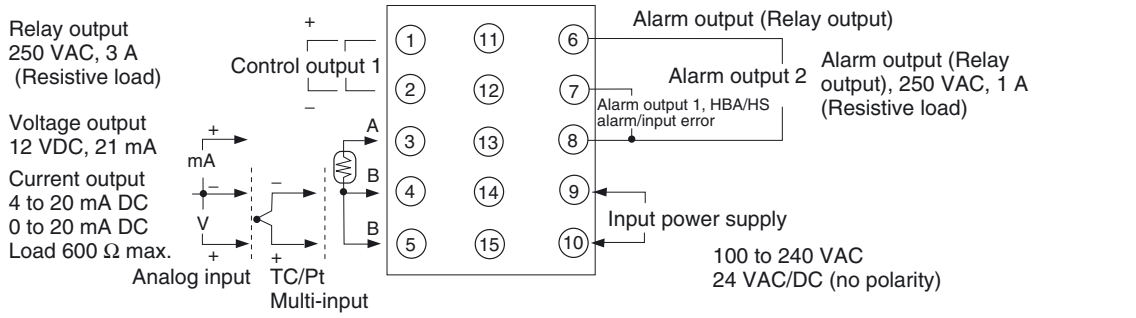 Relay output
250 VAC, 3 A
(Resistive load)
Voltage output
12 VDC, 21 mA
Current output
4 to 20 mA DC
0 to 20 mA DC
Load 600 Ω max.
+
Control output 1
–
+
mA
–
V
+
Analog input
–
+
TC/Pt
Multi-input
A
B
B
1 11 6
2 12 7
3 13 8
4 14 9
5 15 10
Alarm output (Relay output)
Alarm output 2
Alarm output 1, HBA/HS
alarm/input error
Alarm output (Relay
output), 250 VAC, 1 A
(Resistive load)
Input power supply
100 to 240 VAC
24 VAC/DC (no polarity)